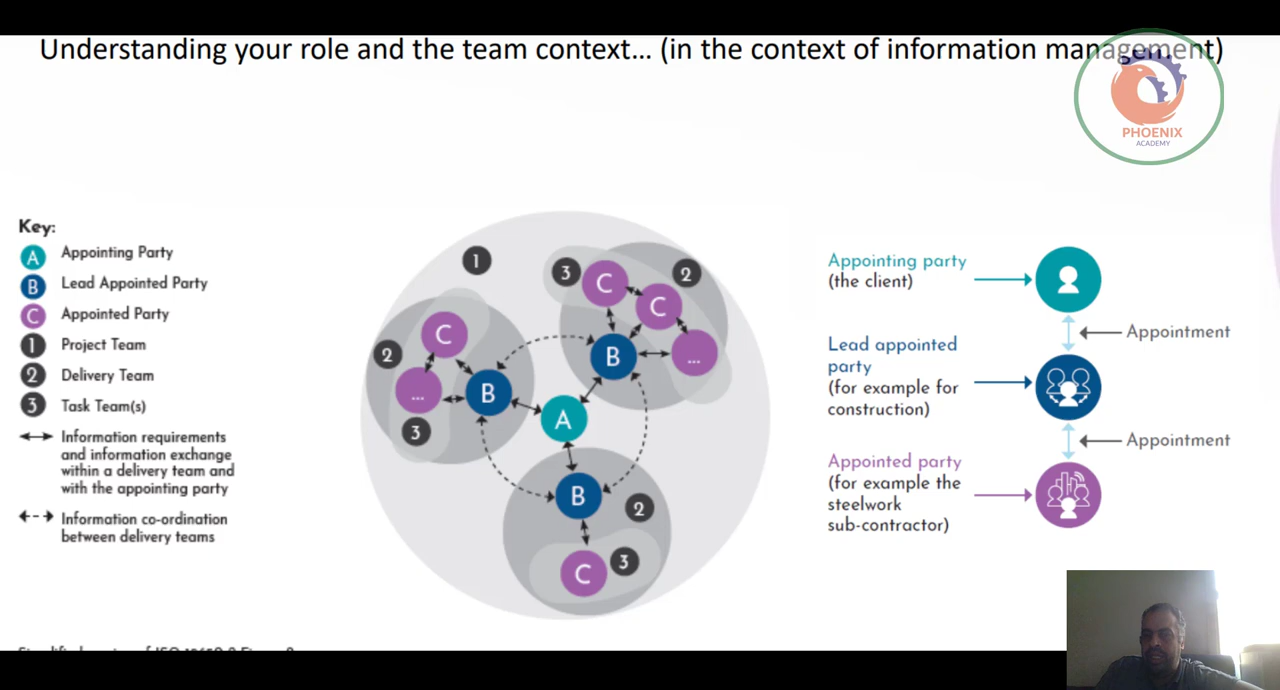 Understanding your role and the team context... (in the context of information management)
PHOENIX
ACADEMY
Key:
A Appointing Party
B Lead Appointed Party
C Appointed Party
1 Project Team
2 Delivery Team
3 Task Team(s)
Information requirements
and information exchange
within a delivery team and
with the appointing party
Information co-ordination
between delivery teams
1
3
C
2
C
B
...
2
C
...
B
3
A
B
2
C
3
Appointing party
(the client)
Appointment
Lead appointed
party
(for example for
construction)
Appointment
Appointed party
(for example the
steelwork
sub-contractor)